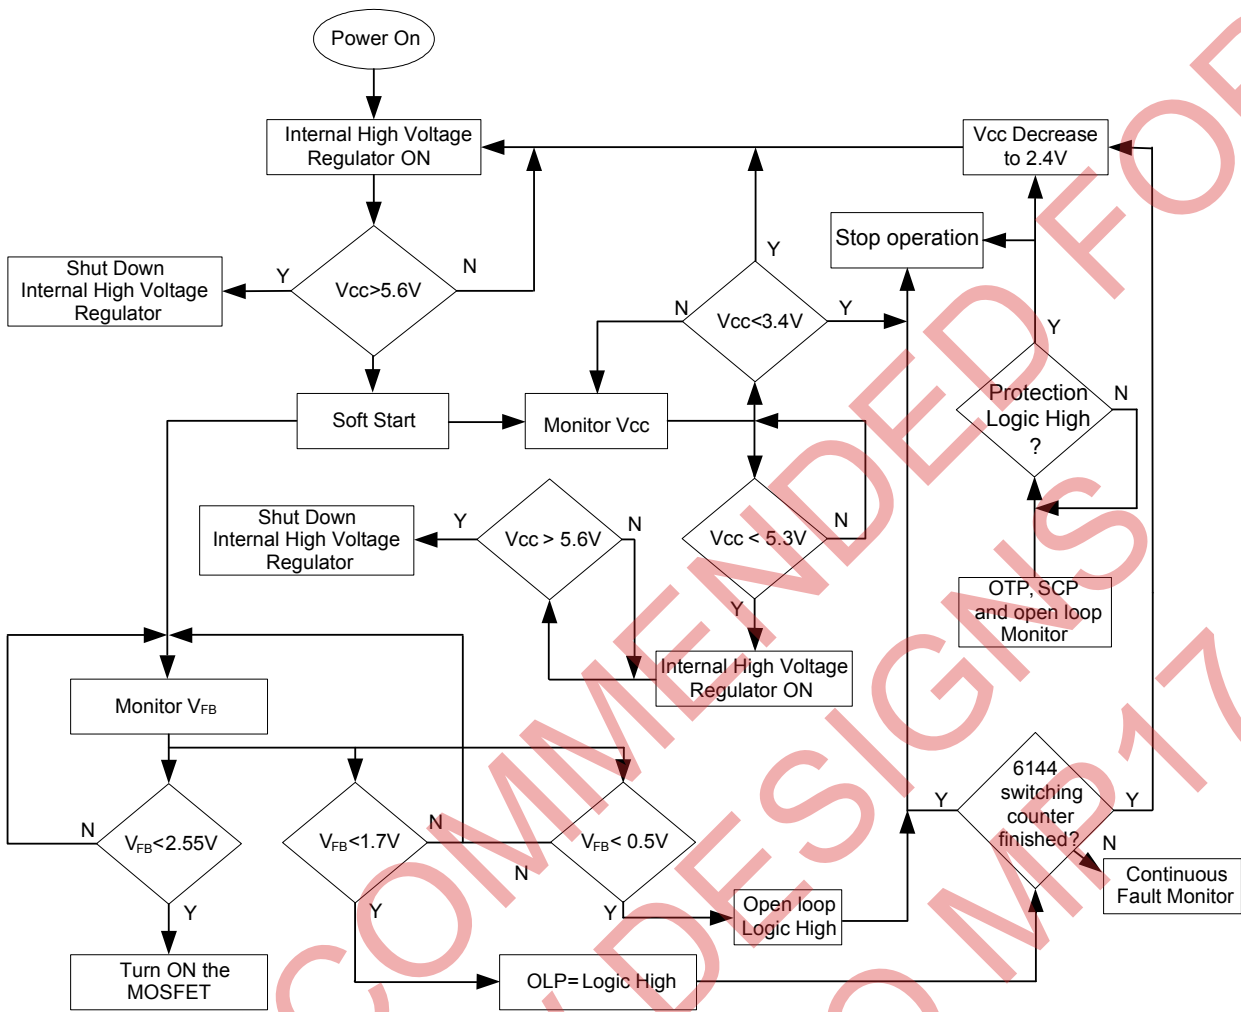 Power On
Internal High Voltage
Regulator ON
Vcc Decrease
to 2.4V
Stop operation
Shut Down
Internal High Voltage
Regulator
Y
Vcc>5.6V
N
Y
N
Vcc<3.4V
Y
Y
Protection
Logic High
?
N
Soft Start
Monitor Vcc
Shut Down
Internal High Voltage
Regulator
Y
Vcc > 5.6V
N
Vcc < 5.3V
N
Y
OTP, SCP
and open loop
Monitor
Internal High Voltage
Regulator ON
Monitor VFB
N
VFB<2.55V
Y
VFB<1.7V
N
Y
N
VFB< 0.5V
Y
Y
6144
switching
counter
finished?
Y
N
Continuous
Fault Monitor
Open loop
Logic High
Turn ON the
MOSFET
OLP=Logic High
COMMENDED FOR
DESIGNS
O MP17